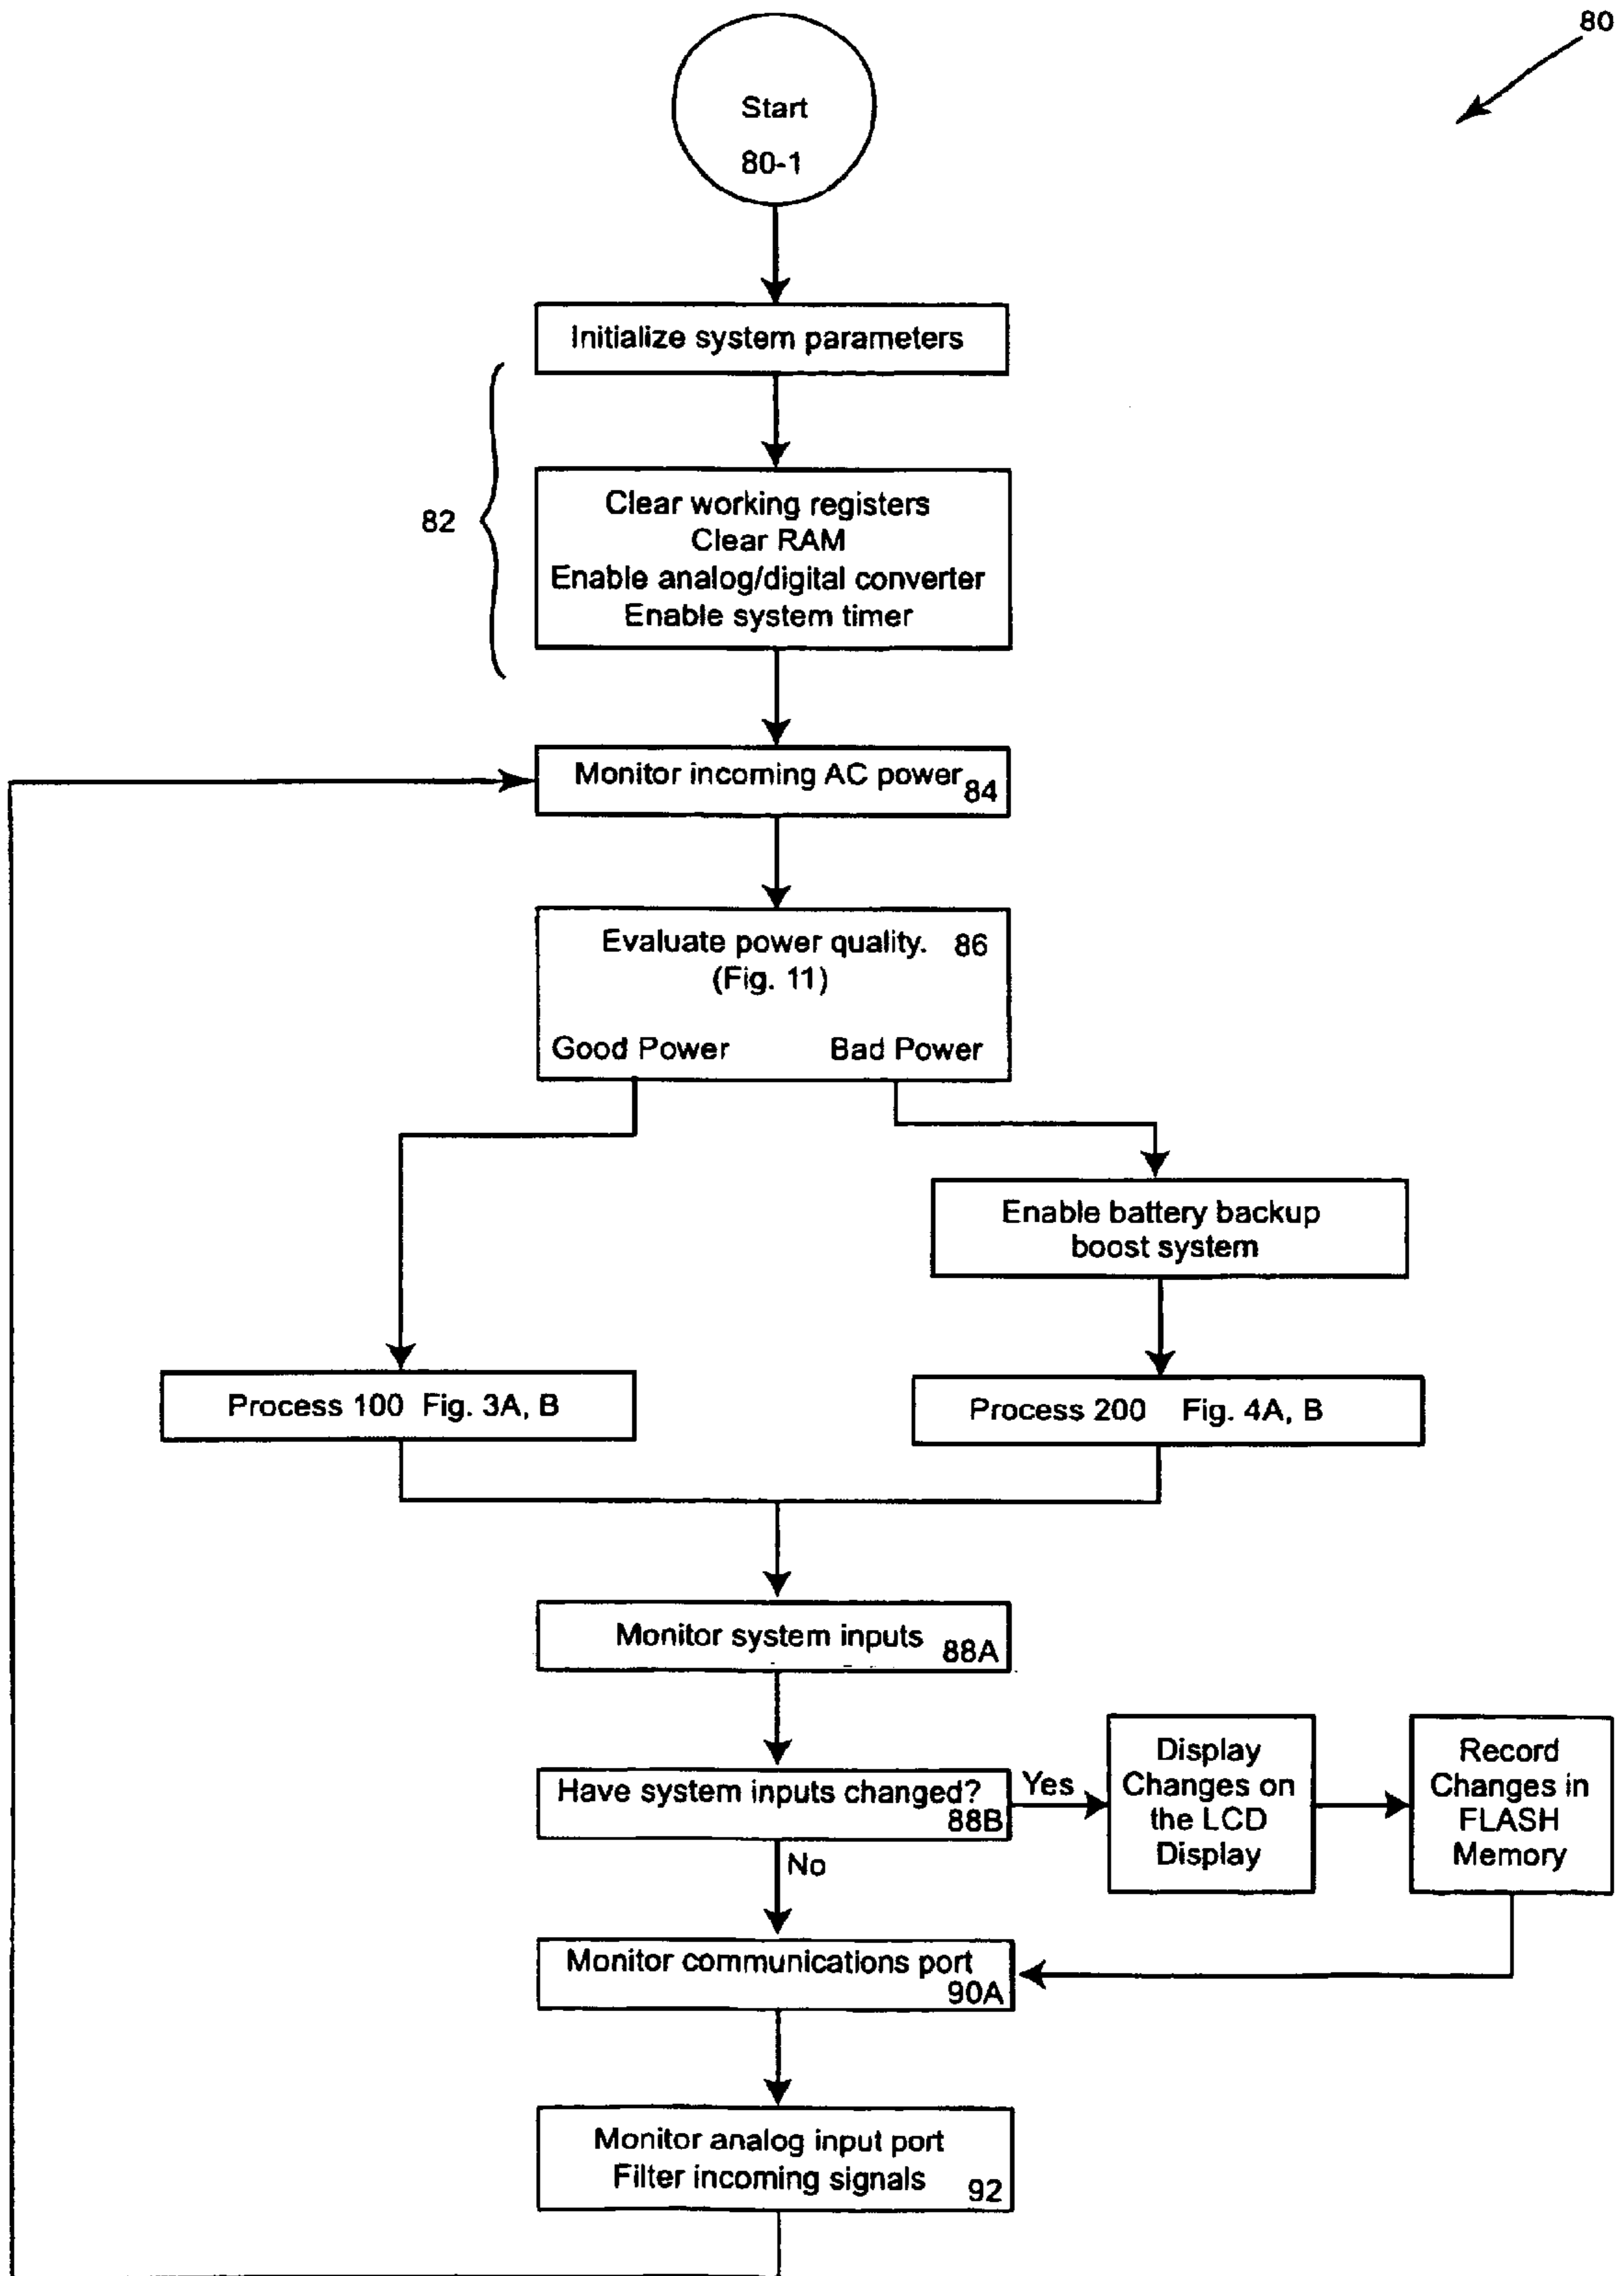 80
Start
80-1
Initialize system parameters
82
Clear working registers
Clear RAM
Enable analog/digital converter
Enable system timer
Monitor incoming AC power
84
Evaluate power quality. 86
(Fig. 11)
Good Power Bad Power
Enable battery backup
boost system
Process 100 Fig. 3A, B
Process 200 Fig. 4A, B
Monitor system inputs
88A
Have system inputs changed?
88B
Yes
Display
Changes on
the LCD
Display
Record
Changes in
FLASH
Memory
No
Monitor communications port
90A
Monitor analog input port
Filter incoming signals
92